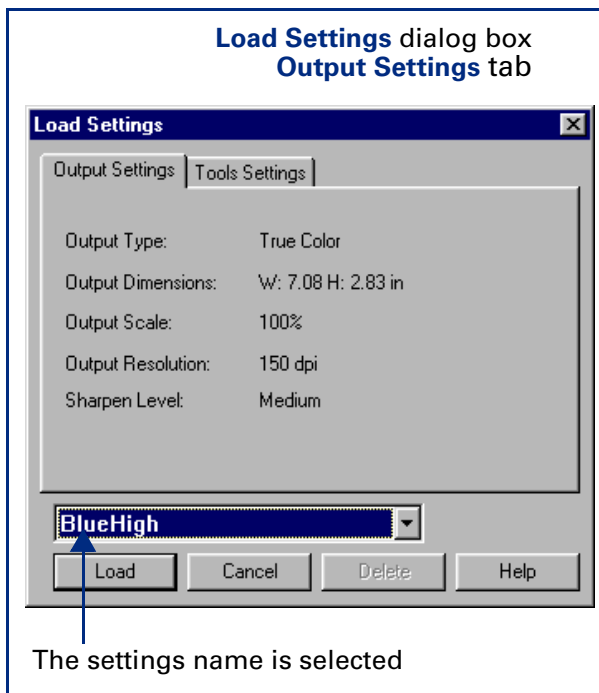 Load Settings dialog box
Output Settings tab
Load Settings
Output Settings Tools Settings
Output Type: True Color
Output Dimensions: W: 7.08 H: 2.83 in
Output Scale: 100%
Output Resolution: 150 dpi
Sharpen Level: Medium
BlueHigh
Load Cancel Delete Help
The settings name is selected